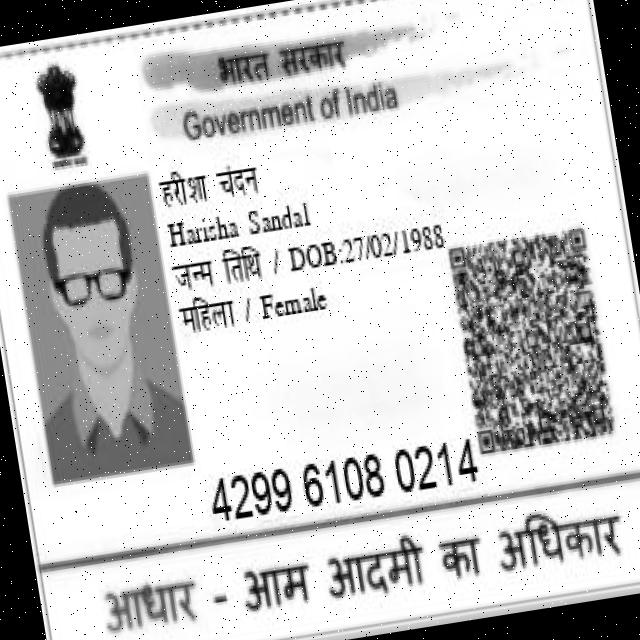 भारत सरकार
Government of India
हरीशा चंदन
Harisha Sandal
जन्म तिथि / DOB:27/02/1988
महिला / Female
4299 6108 0214
आधार - आम आदमी का अधिकार